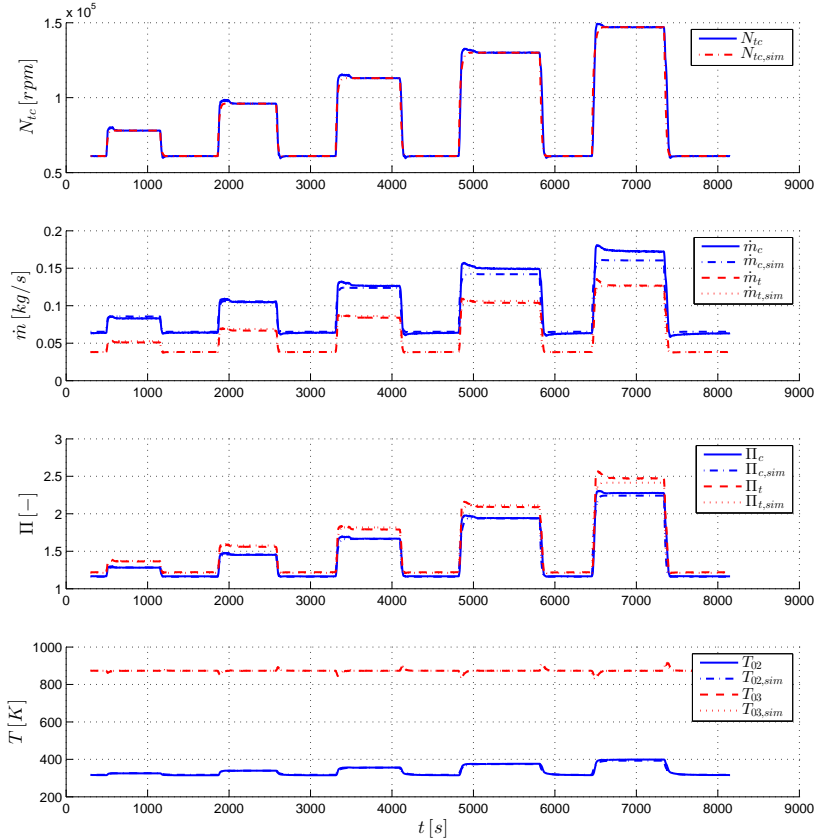 x 10^5
1.5
1
0.5
N_{tc} [rpm]
0 1000 2000 3000 4000 5000 6000 7000 8000 9000
N_{tc}
N_{tc,sim}
0.2
0.15
0.1
0.05
0
ṁ [kg/s]
0 1000 2000 3000 4000 5000 6000 7000 8000 9000
ṁ_c
ṁ_{c,sim}
ṁ_t
ṁ_{t,sim}
3
2.5
2
1.5
1
Π [−]
0 1000 2000 3000 4000 5000 6000 7000 8000 9000
Π_c
Π_{c,sim}
Π_t
Π_{t,sim}
1000
800
600
400
200
T [K]
0 1000 2000 3000 4000 5000 6000 7000 8000 9000
T_{02}
T_{02,sim}
T_{03}
T_{03,sim}
t [s]